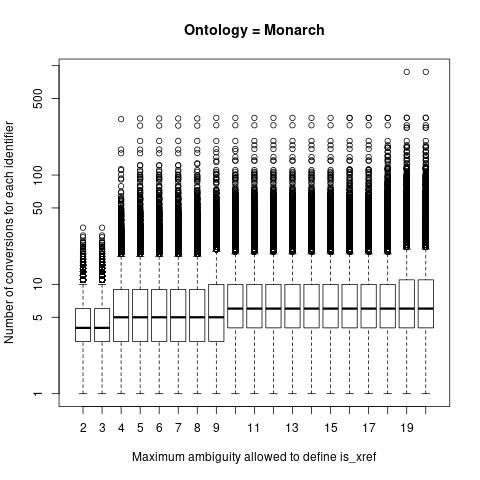 Ontology = Monarch
Number of conversions for each identifier
500
100
50
10
5
1
2 3 4 5 6 7 8 9 11 13 15 17 19
Maximum ambiguity allowed to define is_xref